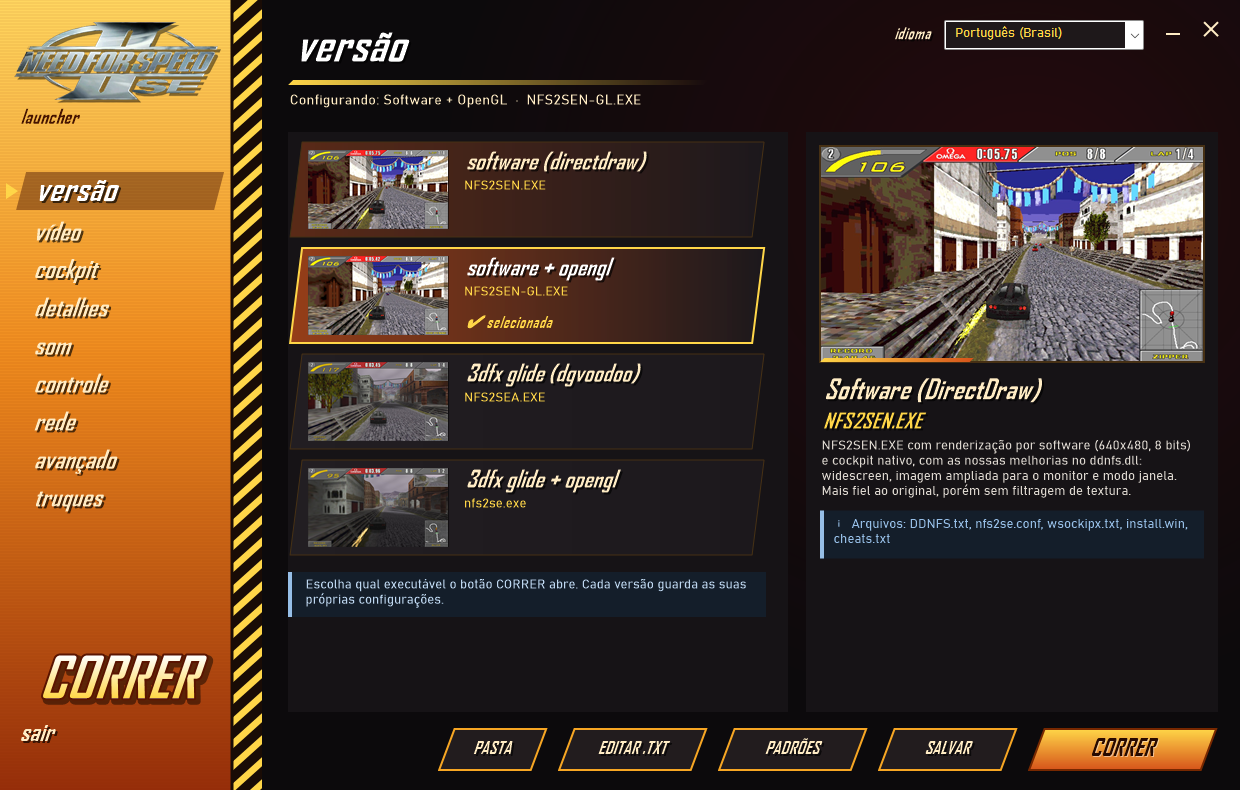 NEED FOR SPEED
II
SE
launcher
versão
vídeo
cockpit
detalhes
som
controle
rede
avançado
truques
CORRER
sair
versão
idioma
Português (Brasil)
Configurando: Software + OpenGL · NFS2SEN-GL.EXE
software (directdraw)
NFS2SEN.EXE
software + opengl
NFS2SEN-GL.EXE
✔ selecionada
3dfx glide (dgvoodoo)
NFS2SEA.EXE
3dfx glide + opengl
nfs2se.exe
Escolha qual executável o botão CORRER abre. Cada versão guarda as suas
próprias configurações.
2 106 OMEGA 0:05.75 POS 8/8 LAP 1/4
RECORD
ZIPPER
Software (DirectDraw)
NFS2SEN.EXE
NFS2SEN.EXE com renderização por software (640x480, 8 bits)
e cockpit nativo, com as nossas melhorias no ddnfs.dll:
widescreen, imagem ampliada para o monitor e modo janela.
Mais fiel ao original, porém sem filtragem de textura.
i Arquivos: DDNFS.txt, nfs2se.conf, wsockipx.txt, install.win,
cheats.txt
PASTA
EDITAR .TXT
PADRÕES
SALVAR
CORRER